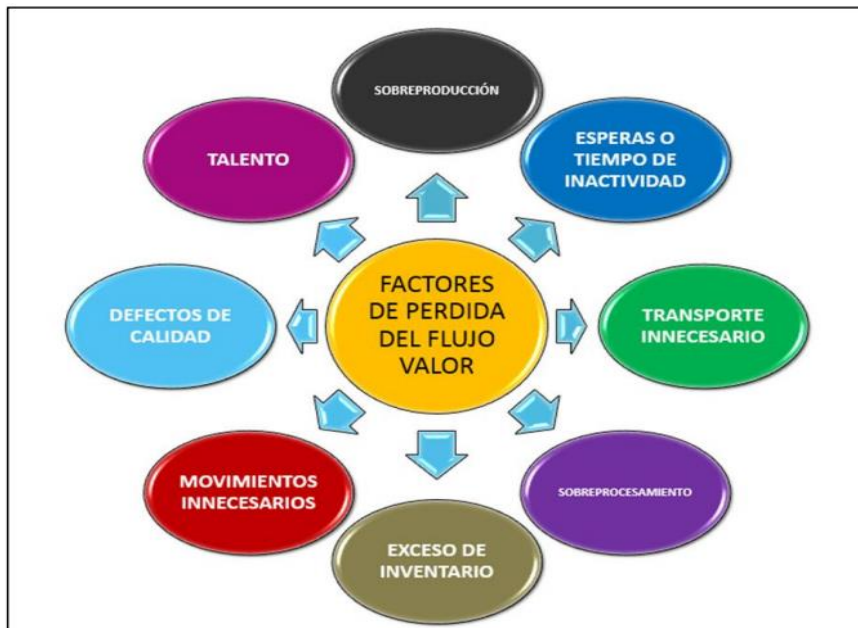 SOBREPRODUCCIÓN
ESPERAS O
TIEMPO DE
INACTIVIDAD
TALENTO
FACTORES
DE PERDIDA
DEL FLUJO
VALOR
DEFECTOS DE
CALIDAD
TRANSPORTE
INNECESARIO
MOVIMIENTOS
INNECESARIOS
SOBREPROCESAMIENTO
EXCESO DE
INVENTARIO